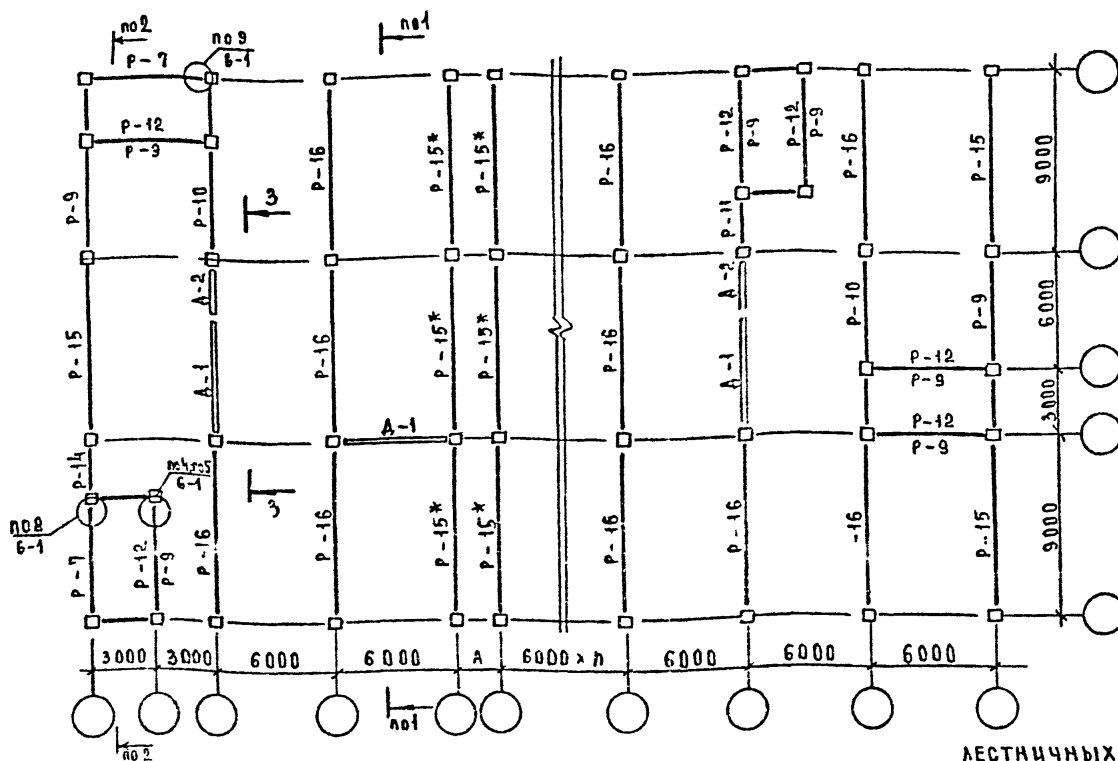 по2
по9
Б-1
по1
Р-7
Р-12
Р-9
Р-9
Р-10
3
Р-16
Р-15*
Р-15*
Р-16
Р-12
Р-9
Р-12
Р-9
Р-11
Р-16
Р-15
9000
Р-15
Д-2
Д-1
Р-16
Р-15*
Р-15*
Р-16
Д-2
Д-1
Р-10
Р-9
6000
Р-12
Р-9
3000
Д-1
Р-12
Р-9
Р-14
по4,по5
Б-1
3
по8
Б-1
Р-7
Р-12
Р-9
Р-16
Р-16
Р-15*
Р-15*
Р-16
Р-16
-16
Р-15
9000
3000 3000 6000 6000 А 6000 х n 6000 6000 6000
по1
по2
ЛЕСТНИЧНЫХ